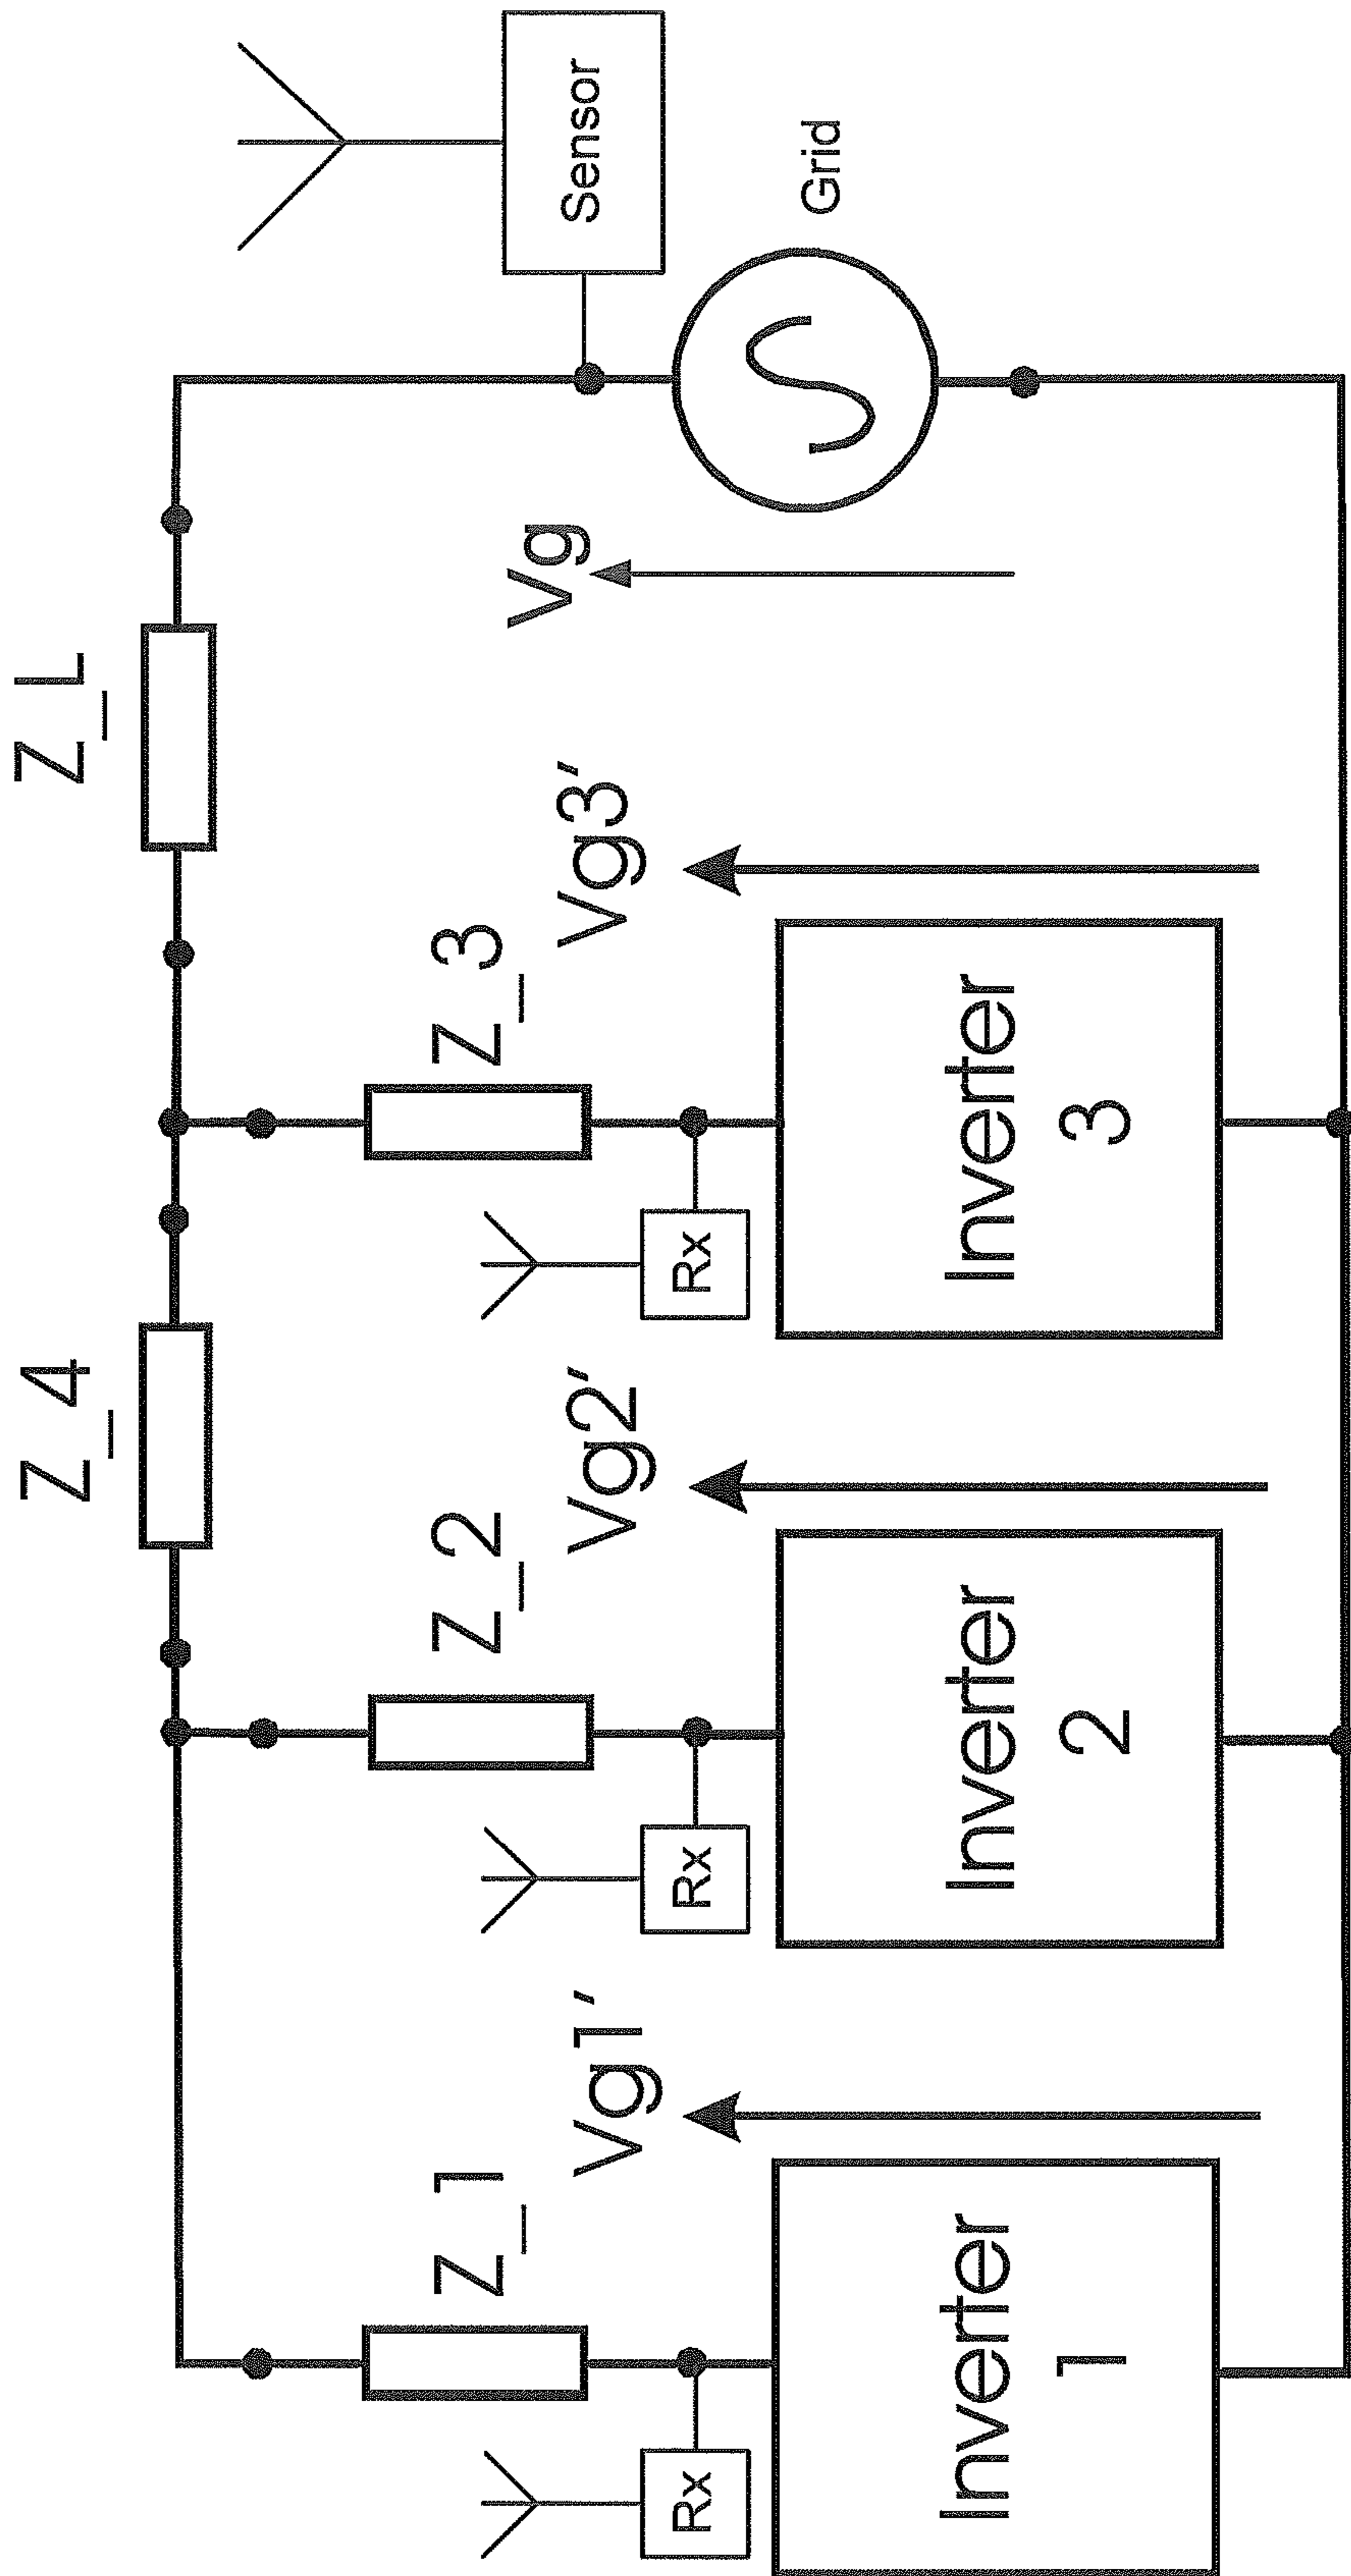 Z_4
Z_L
Z_1
Z_2
Z_3
Vg1′
Vg2′
Vg3′
Vg
Sensor
Grid
Rx
Rx
Rx
Inverter
1
Inverter
2
Inverter
3